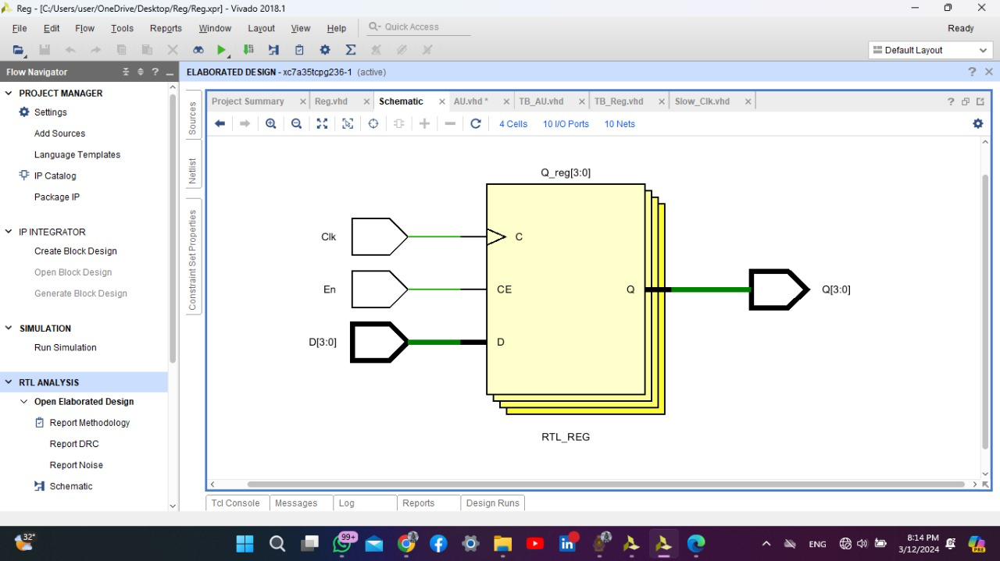 Reg - [C:/Users/user/OneDrive/Desktop/Reg/Reg.xpr] - Vivado 2018.1
File Edit Flow Tools Reports Window Layout View Help Quick Access Ready
Default Layout
Flow Navigator
ELABORATED DESIGN - xc7a35tcpg236-1 (active)
PROJECT MANAGER
Settings
Add Sources
Language Templates
IP Catalog
Package IP
IP INTEGRATOR
Create Block Design
Open Block Design
Generate Block Design
SIMULATION
Run Simulation
RTL ANALYSIS
Open Elaborated Design
Report Methodology
Report DRC
Report Noise
Schematic
Sources
Netlist
Constraint Set Properties
Project Summary Reg.vhd Schematic AU.vhd * TB_AU.vhd TB_Reg.vhd Slow_Clk.vhd
4 Cells 10 I/O Ports 10 Nets
Q_reg[3:0]
Clk C
En CE Q Q[3:0]
D[3:0] D
RTL_REG
Tcl Console Messages Log Reports Design Runs
32°
99+
ENG
8:14 PM
3/12/2024
PRE